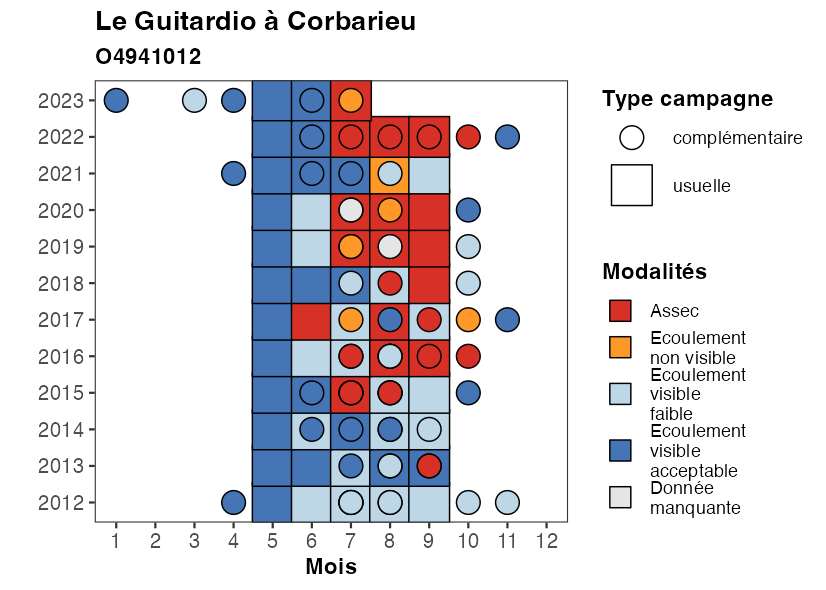 Le Guitardio à Corbarieu
O4941012
2023
2022
2021
2020
2019
2018
2017
2016
2015
2014
2013
2012
1 2 3 4 5 6 7 8 9 10 11 12
Mois
Type campagne
complémentaire
usuelle
Modalités
Assec
Ecoulement
non visible
Ecoulement
visible
faible
Ecoulement
visible
acceptable
Donnée
manquante